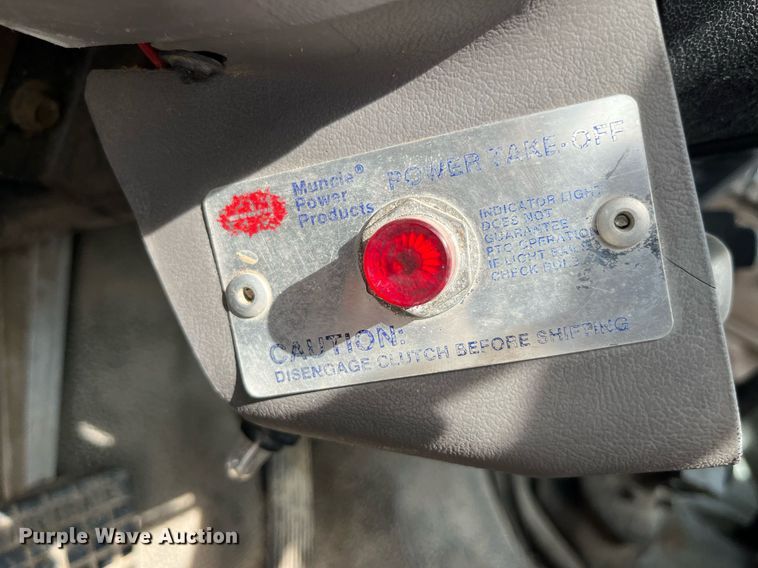 Muncie® POWER TAKE-OFF
Power
Products
INDICATOR LIGHT
DOES NOT
GUARANTEE
PTC OPERATION
IF LIGHT
CHECK
CAUTION:
DISENGAGE CLUTCH BEFORE SHIFTING
Purple Wave Auction